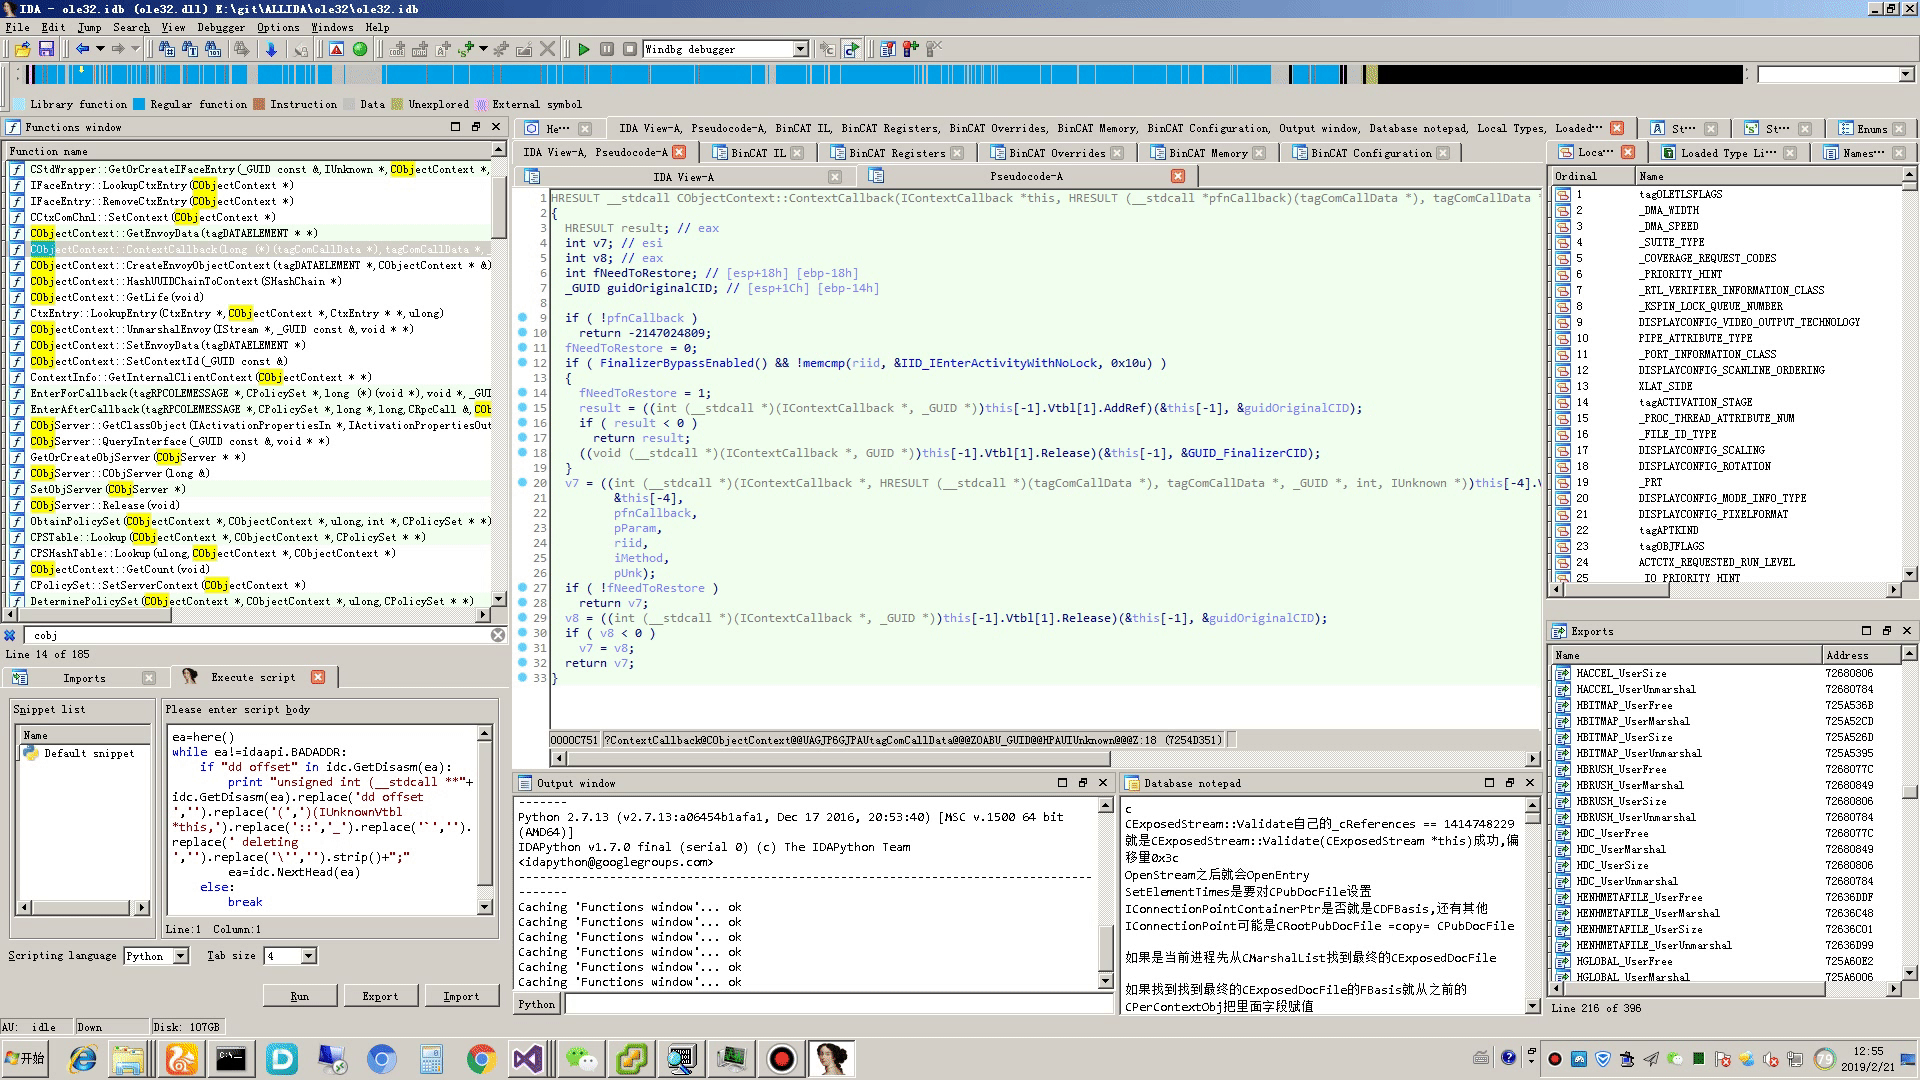 IDA - ole32.idb (ole32.dll) E:\git\ALLIDA\ole32\ole32.idb
File Edit Jump Search View Debugger Options Windows Help
Windbg debugger
Library function Regular function Instruction Data Unexplored External symbol
Functions window
Function name
CStdWrapper::GetOrCreateIFaceEntry(_GUID const &,IUnknown *,CObjectContext *,
IFaceEntry::LookupCtxEntry(CObjectContext *)
IFaceEntry::RemoveCtxEntry(CObjectContext *)
CCtxComChnl::SetContext(CObjectContext *)
CObjectContext::GetEnvoyData(tagDATAELEMENT * *)
CObjectContext::ContextCallback(long (*)(tagComCallData *),tagComCallData *,_
CObjectContext::CreateEnvoyObjectContext(tagDATAELEMENT *,CObjectContext * &)
CObjectContext::HashUUIDChainToContext(SHashChain *)
CObjectContext::GetLife(void)
CtxEntry::LookupEntry(CtxEntry *,CObjectContext *,CtxEntry * *,ulong)
CObjectContext::UnmarshalEnvoy(IStream *,_GUID const &,void * *)
CObjectContext::SetEnvoyData(tagDATAELEMENT *)
CObjectContext::SetContextId(_GUID const &)
ContextInfo::GetInternalClientContext(CObjectContext * *)
EnterForCallback(tagRPCOLEMESSAGE *,CPolicySet *,long (*)(void *),void *,_GUI
EnterAfterCallback(tagRPCOLEMESSAGE *,CPolicySet *,long *,long,CRpcCall &,COb
CObjServer::GetClassObject(IActivationPropertiesIn *,IActivationPropertiesOut
CObjServer::QueryInterface(_GUID const &,void * *)
GetOrCreateObjServer(CObjServer * *)
CObjServer::CObjServer(long &)
SetObjServer(CObjServer *)
CObjServer::Release(void)
ObtainPolicySet(CObjectContext *,CObjectContext *,ulong,int *,CPolicySet * *)
CPSTable::Lookup(CObjectContext *,CObjectContext *,CPolicySet * *)
CPSHashTable::Lookup(ulong,CObjectContext *,CObjectContext *)
CObjectContext::GetCount(void)
CPolicySet::SetServerContext(CObjectContext *)
DeterminePolicySet(CObjectContext *,CObjectContext *,ulong,CPolicySet * *)
cobj
Line 14 of 185
Imports Execute script
Snippet list
Name
Default snippet
Please enter script body
ea=here()
while ea!=idaapi.BADADDR:
if "dd offset" in idc.GetDisasm(ea):
print "unsigned int (__stdcall **"+
idc.GetDisasm(ea).replace('dd offset
','').replace('(',')(IUnknownVtbl
*this,').replace('::','_').replace('`','').
replace(' deleting
','').replace('\'','').strip()+";"
ea=idc.NextHead(ea)
else:
break
Line:1 Column:1
Scripting language Python Tab size 4
Run Export Import
AU: idle Down Disk: 107GB
He… IDA View-A, Pseudocode-A, BinCAT IL, BinCAT Registers, BinCAT Overrides, BinCAT Memory, BinCAT Configuration, Output window, Database notepad, Local Types, Loaded… St… St… Enums
IDA View-A, Pseudocode-A BinCAT IL BinCAT Registers BinCAT Overrides BinCAT Memory BinCAT Configuration
IDA View-A Pseudocode-A
1 HRESULT __stdcall CObjectContext::ContextCallback(IContextCallback *this, HRESULT (__stdcall *pfnCallback)(tagComCallData *), tagComCallData *
2 {
3 HRESULT result; // eax
4 int v7; // esi
5 int v8; // eax
6 int fNeedToRestore; // [esp+18h] [ebp-18h]
7 _GUID guidOriginalCID; // [esp+1Ch] [ebp-14h]
8
9 if ( !pfnCallback )
10 return -2147024809;
11 fNeedToRestore = 0;
12 if ( FinalizerBypassEnabled() && !memcmp(riid, &IID_IEnterActivityWithNoLock, 0x10u) )
13 {
14 fNeedToRestore = 1;
15 result = ((int (__stdcall *)(IContextCallback *, _GUID *))this[-1].Vtbl[1].AddRef)(&this[-1], &guidOriginalCID);
16 if ( result < 0 )
17 return result;
18 ((void (__stdcall *)(IContextCallback *, GUID *))this[-1].Vtbl[1].Release)(&this[-1], &GUID_FinalizerCID);
19 }
20 v7 = ((int (__stdcall *)(IContextCallback *, HRESULT (__stdcall *)(tagComCallData *), tagComCallData *, _GUID *, int, IUnknown *))this[-4].V
21 &this[-4],
22 pfnCallback,
23 pParam,
24 riid,
25 iMethod,
26 pUnk);
27 if ( !fNeedToRestore )
28 return v7;
29 v8 = ((int (__stdcall *)(IContextCallback *, _GUID *))this[-1].Vtbl[1].Release)(&this[-1], &guidOriginalCID);
30 if ( v8 < 0 )
31 v7 = v8;
32 return v7;
33 }
0000C751 ?ContextCallback@CObjectContext@@UAGJP6GJPAUtagComCallData@@@Z0ABU_GUID@@HPAUIUnknown@@@Z:18 (7254D351)
Output window
-------
Python 2.7.13 (v2.7.13:a06454b1afa1, Dec 17 2016, 20:53:40) [MSC v.1500 64 bit
(AMD64)]
IDAPython v1.7.0 final (serial 0) (c) The IDAPython Team
<idapython@googlegroups.com>
-------
Caching 'Functions window'... ok
Caching 'Functions window'... ok
Caching 'Functions window'... ok
Caching 'Functions window'... ok
Caching 'Functions window'... ok
Caching 'Functions window'... ok
Python
Database notepad
c
CExposedStream::Validate自己的_cReferences == 1414748229
就是CExposedStream::Validate(CExposedStream *this)成功,偏
移量0x3c
OpenStream之后就会OpenEntry
SetElementTimes是要对CPubDocFile设置
IConnectionPointContainerPtr是否就是CDFBasis,还有其他
IConnectionPoint可能是CRootPubDocFile =copy= CPubDocFile
如果是当前进程先从CMarshalList找到最终的CExposedDocFile
如果找到找到最终的CExposedDocFile的FBasis就从之前的
CPerContextObj把里面字段赋值
Loca… Loaded Type Li… Names…
Ordinal Name
1 tagOLETLSFLAGS
2 _DMA_WIDTH
3 _DMA_SPEED
4 _SUITE_TYPE
5 _COVERAGE_REQUEST_CODES
6 _PRIORITY_HINT
7 _RTL_VERIFIER_INFORMATION_CLASS
8 _KSPIN_LOCK_QUEUE_NUMBER
9 DISPLAYCONFIG_VIDEO_OUTPUT_TECHNOLOGY
10 PIPE_ATTRIBUTE_TYPE
11 _PORT_INFORMATION_CLASS
12 DISPLAYCONFIG_SCANLINE_ORDERING
13 XLAT_SIDE
14 tagACTIVATION_STAGE
15 _PROC_THREAD_ATTRIBUTE_NUM
16 _FILE_ID_TYPE
17 DISPLAYCONFIG_SCALING
18 DISPLAYCONFIG_ROTATION
19 _PRT
20 DISPLAYCONFIG_MODE_INFO_TYPE
21 DISPLAYCONFIG_PIXELFORMAT
22 tagAPTKIND
23 tagOBJFLAGS
24 ACTCTX_REQUESTED_RUN_LEVEL
25 _IO_PRIORITY_HINT
Exports
Name Address
HACCEL_UserSize 72680806
HACCEL_UserUnmarshal 72680784
HBITMAP_UserFree 725A536B
HBITMAP_UserMarshal 725A52CD
HBITMAP_UserSize 725A526D
HBITMAP_UserUnmarshal 725A5395
HBRUSH_UserFree 7268077C
HBRUSH_UserMarshal 72680849
HBRUSH_UserSize 72680806
HBRUSH_UserUnmarshal 72680784
HDC_UserFree 7268077C
HDC_UserMarshal 72680849
HDC_UserSize 72680806
HDC_UserUnmarshal 72680784
HENHMETAFILE_UserFree 72636DDF
HENHMETAFILE_UserMarshal 72636C48
HENHMETAFILE_UserSize 72636C01
HENHMETAFILE_UserUnmarshal 72636D99
HGLOBAL_UserFree 725A60E2
HGLOBAL_UserMarshal 725A6006
Line 216 of 396
开始
79
12:55
2019/2/21